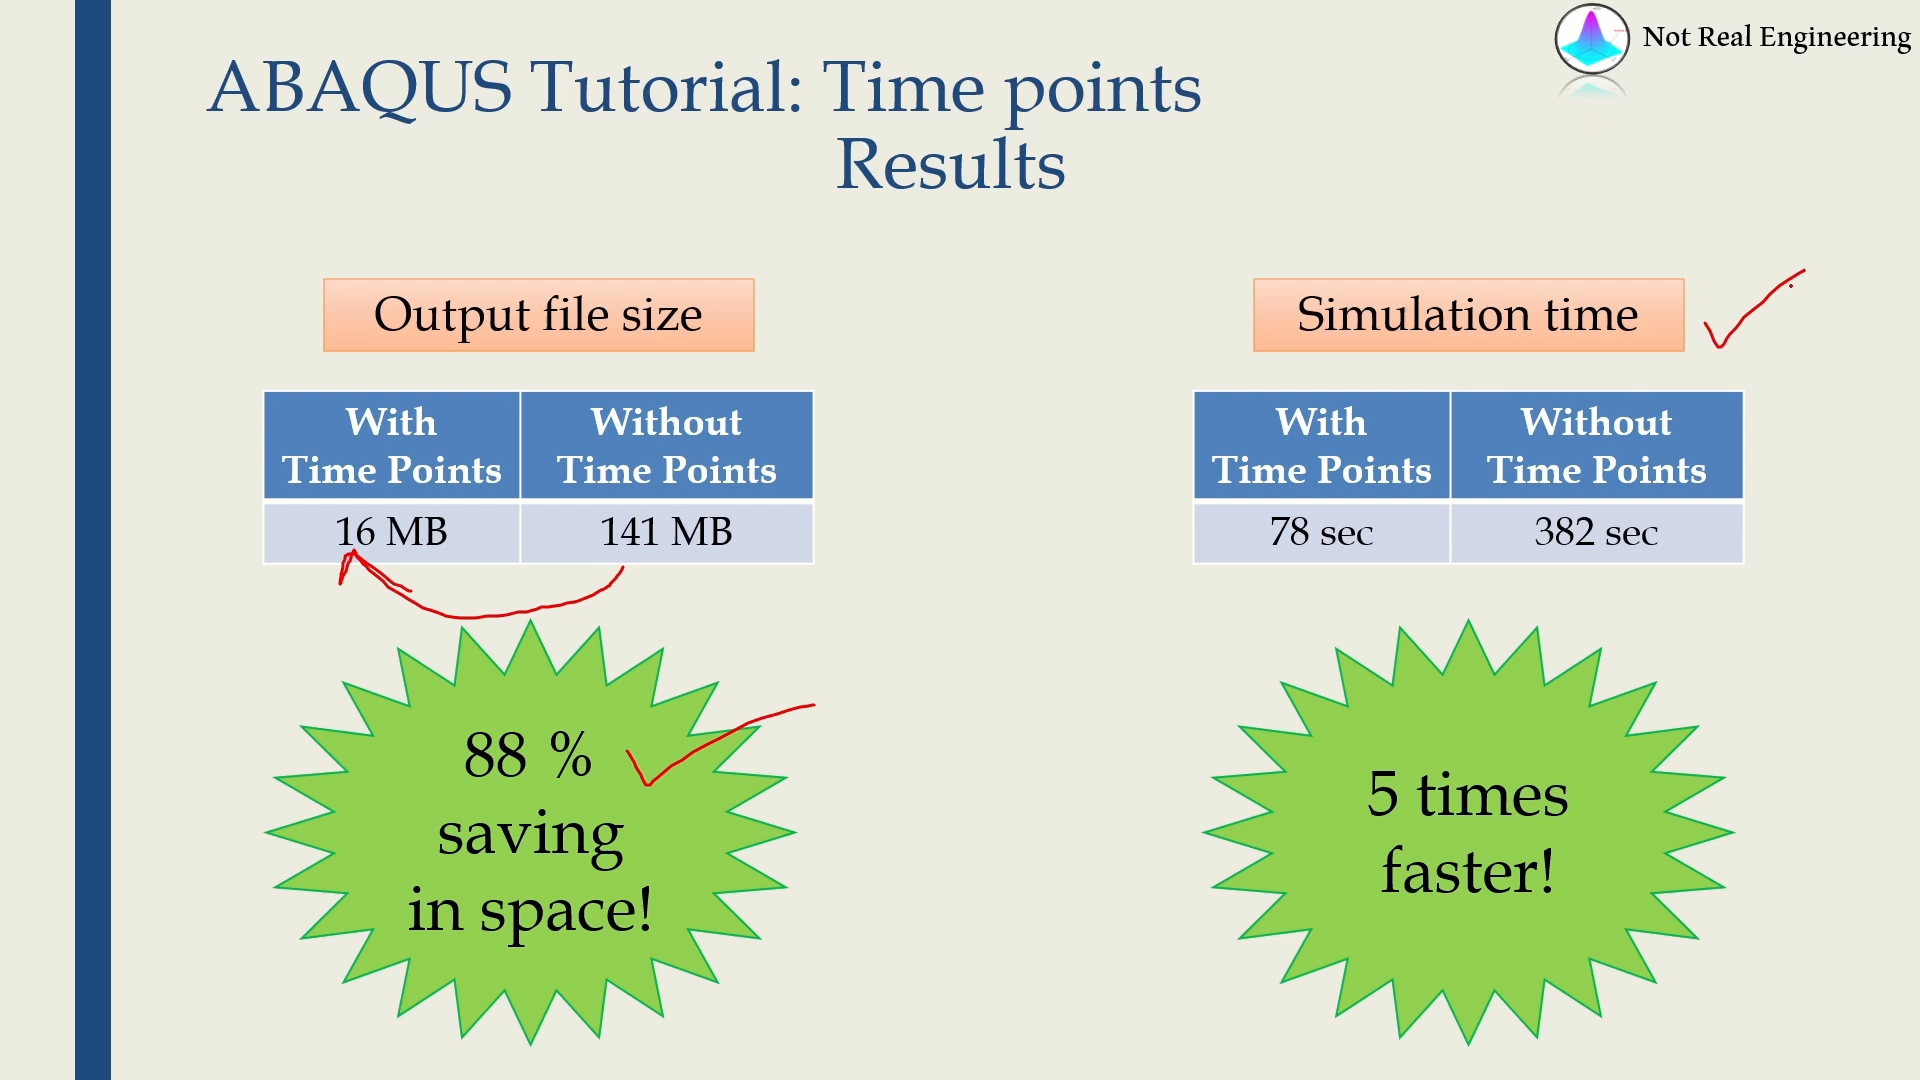 Not Real Engineering
ABAQUS Tutorial: Time points
Results
Output file size
With
Time Points
Without
Time Points
16 MB
141 MB
88 %
saving
in space!
Simulation time
With
Time Points
Without
Time Points
78 sec
382 sec
5 times
faster!